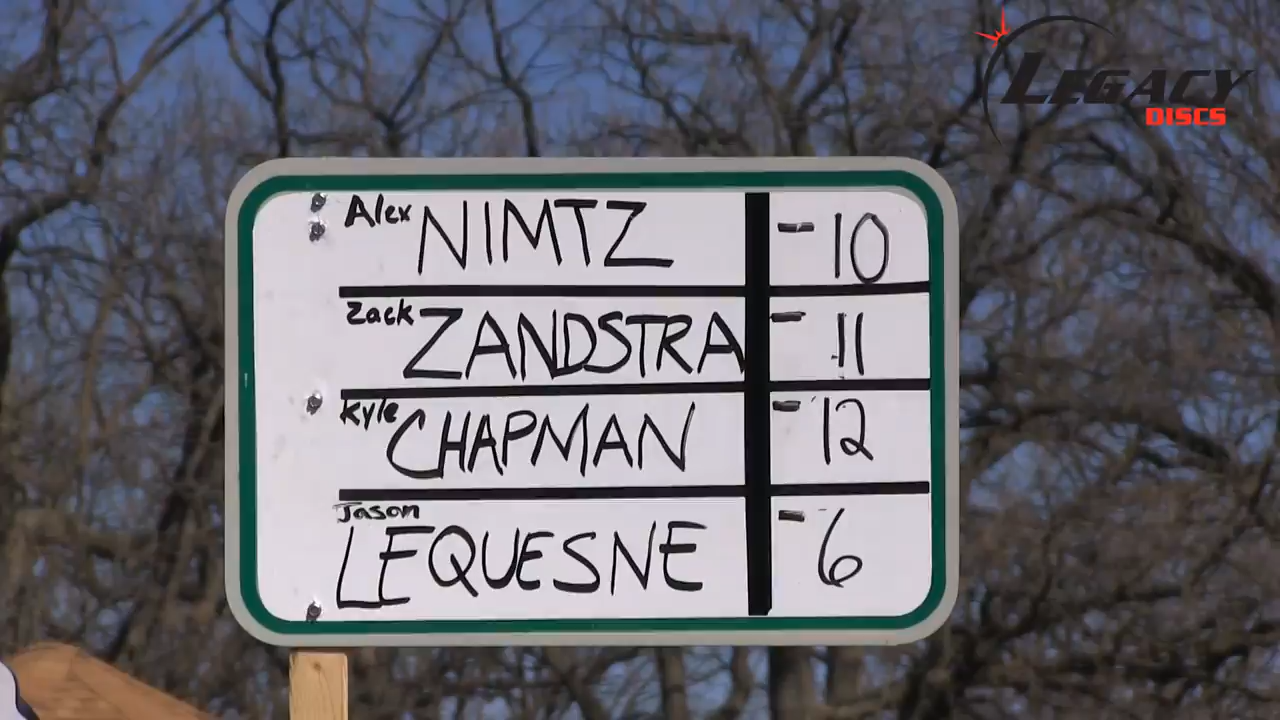 LEGACY
DISCS
Alex NIMTZ -10
Zack ZANDSTRA -11
Kyle CHAPMAN -12
Jason LEQUESNE -6